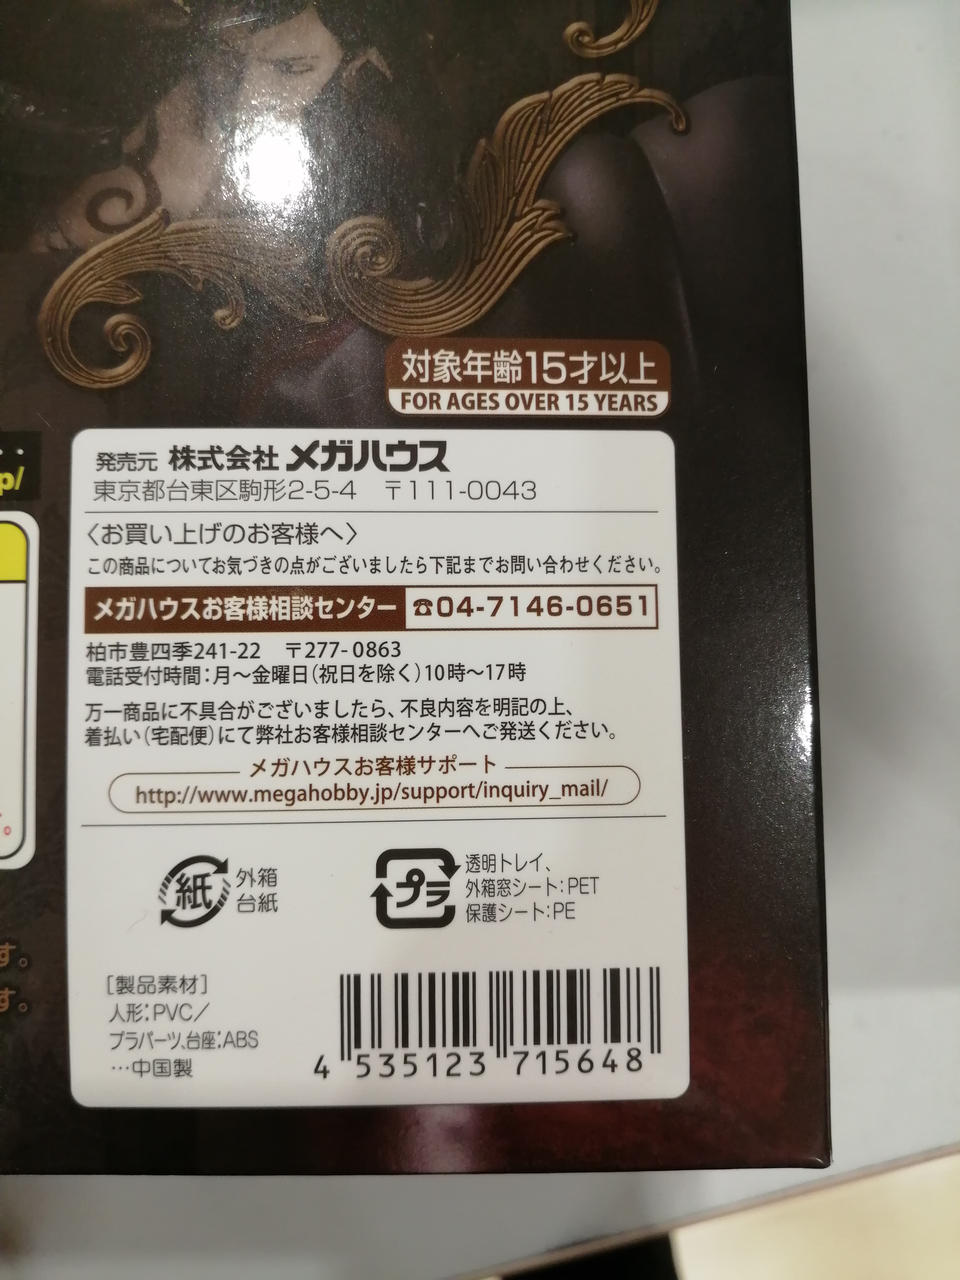 対象年齢15才以上
FOR AGES OVER 15 YEARS
p/
発売元 株式会社 メガハウス
東京都台東区駒形2-5-4 〒111-0043
〈お買い上げのお客様へ〉
この商品についてお気づきの点がございましたら下記までお問い合わせください。
メガハウスお客様相談センター ☎04-7146-0651
柏市豊四季241-22 〒277-0863
電話受付時間：月〜金曜日（祝日を除く）10時〜17時
万一商品に不具合がございましたら、不良内容を明記の上、
着払い（宅配便）にて弊社お客様相談センターへご発送ください。
メガハウスお客様サポート
http://www.megahobby.jp/support/inquiry_mail/
紙 外箱
台紙
プラ 透明トレイ、
外箱窓シート：PET
保護シート：PE
す。
す。
［製品素材］
人形：PVC／
プラパーツ、台座：ABS
…中国製
4 535123 715648